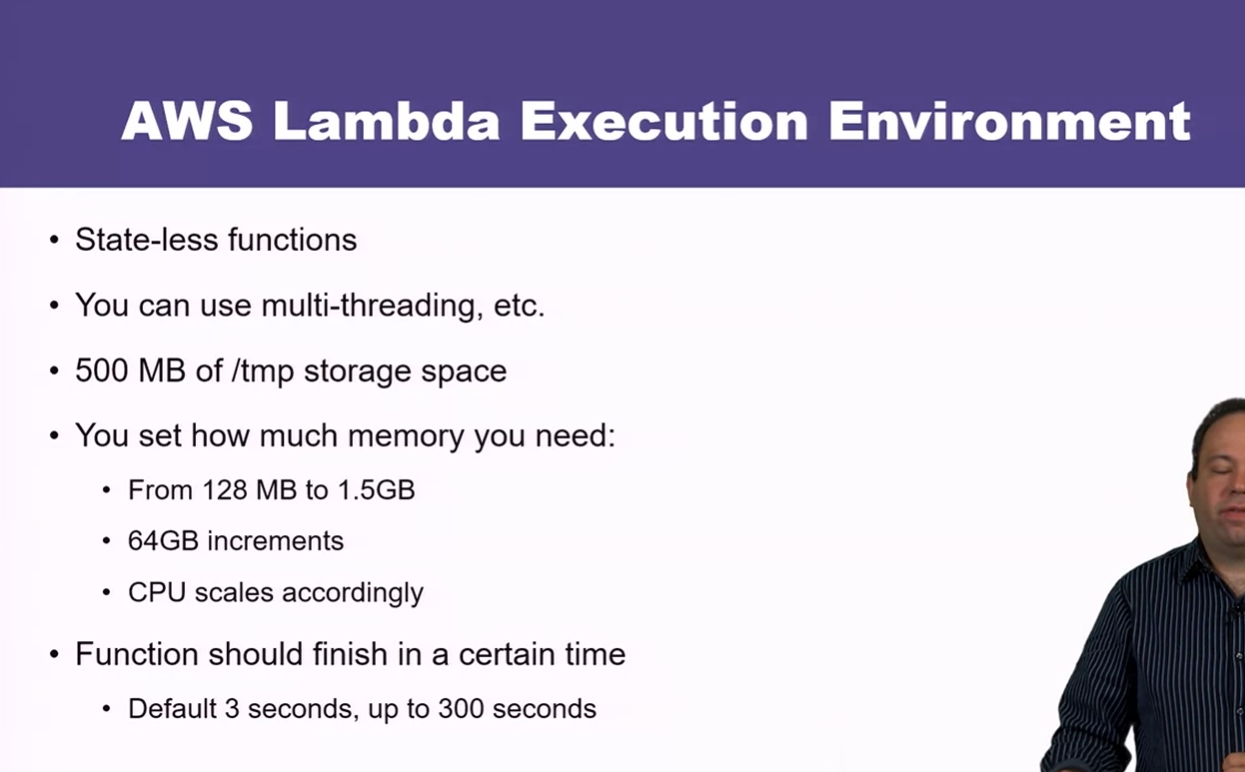 AWS Lambda Execution Environment
• State-less functions
• You can use multi-threading, etc.
• 500 MB of /tmp storage space
• You set how much memory you need:
• From 128 MB to 1.5GB
• 64GB increments
• CPU scales accordingly
• Function should finish in a certain time
• Default 3 seconds, up to 300 seconds